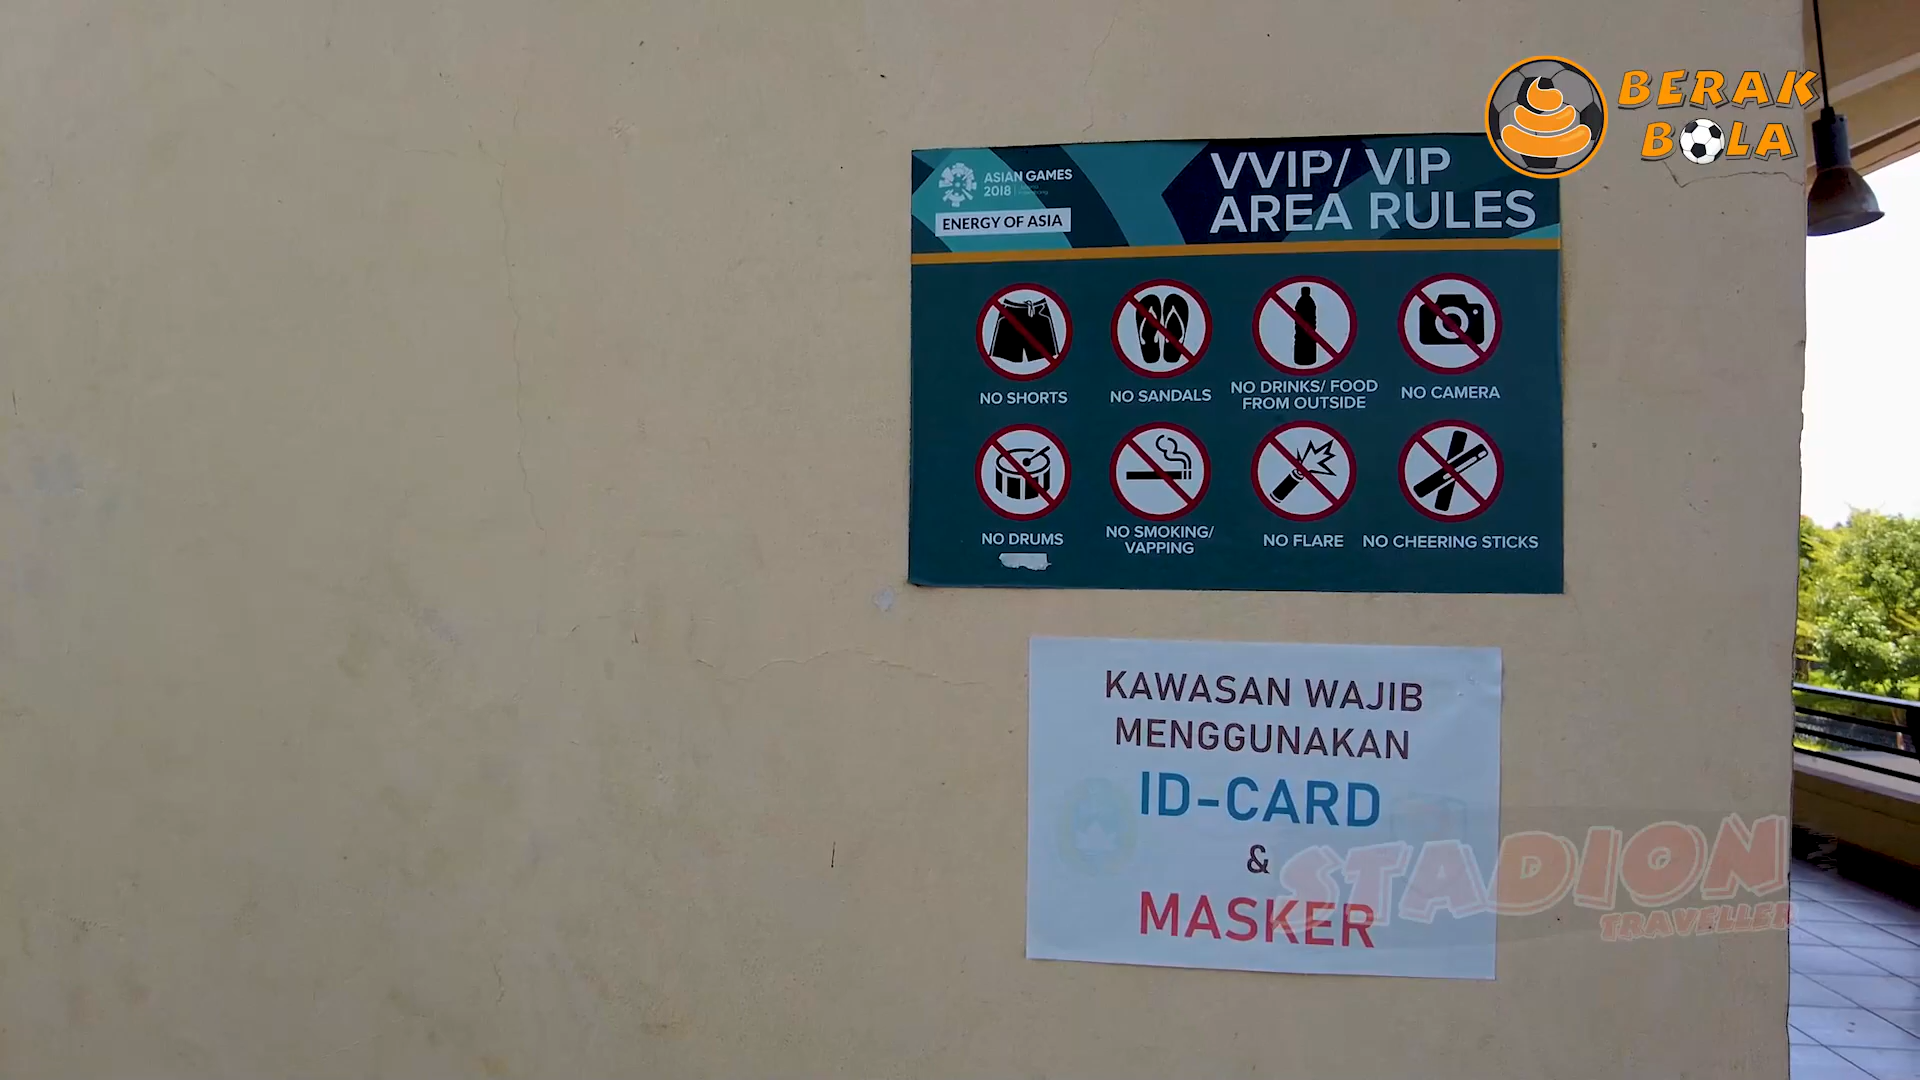 BERAK
BOLA
ASIAN GAMES
2018
ENERGY OF ASIA
VVIP/ VIP
AREA RULES
NO SHORTS
NO SANDALS
NO DRINKS/ FOOD
FROM OUTSIDE
NO CAMERA
NO DRUMS
NO SMOKING/
VAPPING
NO FLARE
NO CHEERING STICKS
KAWASAN WAJIB
MENGGUNAKAN
ID-CARD
&
MASKER
STADION
TRAVELLER